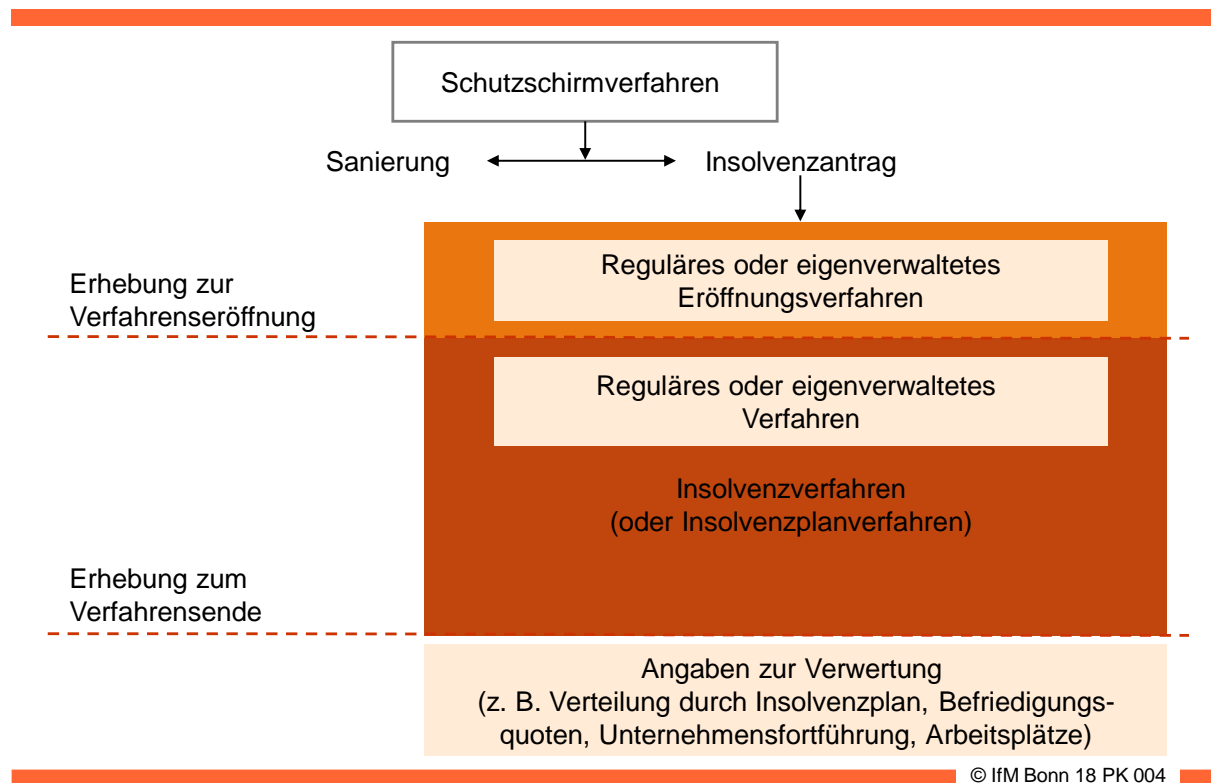 Schutzschirmverfahren
Sanierung
Insolvenzantrag
Reguläres oder eigenverwaltetes
Eröffnungsverfahren
Erhebung zur
Verfahrenseröffnung
Reguläres oder eigenverwaltetes
Verfahren
Insolvenzverfahren
(oder Insolvenzplanverfahren)
Erhebung zum
Verfahrensende
Angaben zur Verwertung
(z. B. Verteilung durch Insolvenzplan, Befriedigungs-
quoten, Unternehmensfortführung, Arbeitsplätze)
© IfM Bonn 18 PK 004